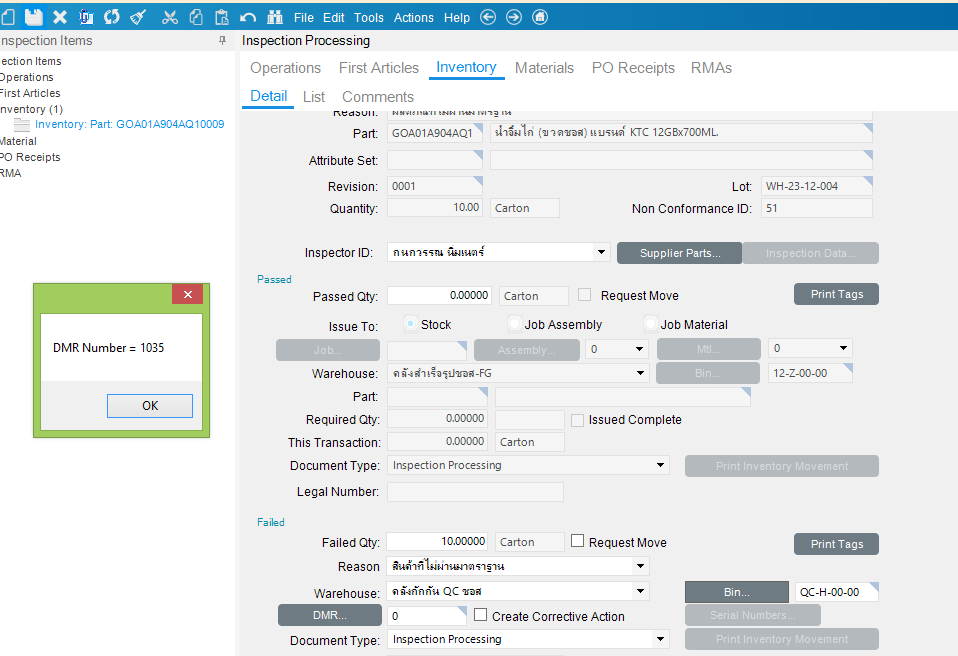 File Edit Tools Actions Help
nspection Items
Inspection Processing
ection Items
Operations
First Articles
nventory (1)
Inventory: Part: GOA01A904AQ10009
Material
PO Receipts
RMA
Operations First Articles Inventory Materials PO Receipts RMAs
Detail List Comments
Reason:
Part: GOA01A904AQ1 น้ำจิ้มไก่ (ขวดซอส) แบรนด์ KTC 12GBx700ML.
Attribute Set:
Revision: 0001 Lot: WH-23-12-004
Quantity: 10.00 Carton Non Conformance ID: 51
Inspector ID: กนกวรรณ นิมเนตร์ Supplier Parts... Inspection Data...
Passed
Passed Qty: 0.00000 Carton Request Move Print Tags
Issue To: Stock Job Assembly Job Material
Job... Assembly... 0 Mtl... 0
Warehouse: คลังสำเร็จรูปซอส-FG Bin... 12-Z-00-00
Part:
Required Qty: 0.00000 Issued Complete
This Transaction: 0.00000 Carton
Document Type: Inspection Processing Print Inventory Movement
Legal Number:
Failed
Failed Qty: 10.00000 Carton Request Move Print Tags
Reason สินค้าที่ไม่ผ่านมาตราฐาน
Warehouse: คลังกักกัน QC ซอส Bin... QC-H-00-00
DMR... 0 Create Corrective Action Serial Numbers...
Document Type: Inspection Processing Print Inventory Movement
DMR Number = 1035
OK